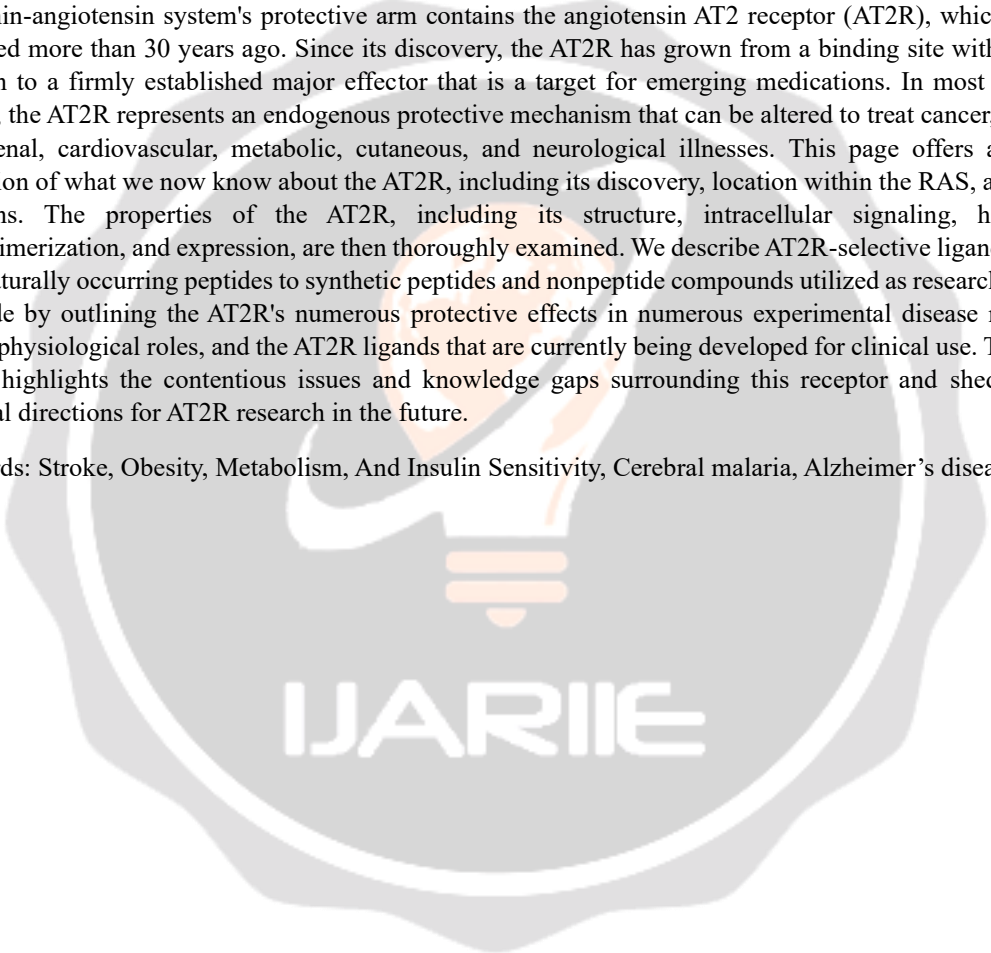 in-angiotensin system's protective arm contains the angiotensin AT2 receptor (AT2R),
ed more than 30 years ago. Since its discovery, the AT2R has grown from a binding site with
to a firmly established major effector that is a target for emerging medications. In most
, the AT2R represents an endogenous protective mechanism that can be altered to treat cancer,
enal, cardiovascular, metabolic, cutaneous, and neurological illnesses. This page offers a
ion of what we now know about the AT2R, including its discovery, location within the RAS, a
ns. The properties of the AT2R, including its structure, intracellular signaling, h
imerization, and expression, are then thoroughly examined. We describe AT2R-selective ligan
aturally occurring peptides to synthetic peptides and nonpeptide compounds utilized as research
de by outlining the AT2R's numerous protective effects in numerous experimental disease
physiological roles, and the AT2R ligands that are currently being developed for clinical use. T
highlights the contentious issues and knowledge gaps surrounding this receptor and shed
al directions for AT2R research in the future.
rds: Stroke, Obesity, Metabolism, And Insulin Sensitivity, Cerebral malaria, Alzheimer’s disea
IJARIIE